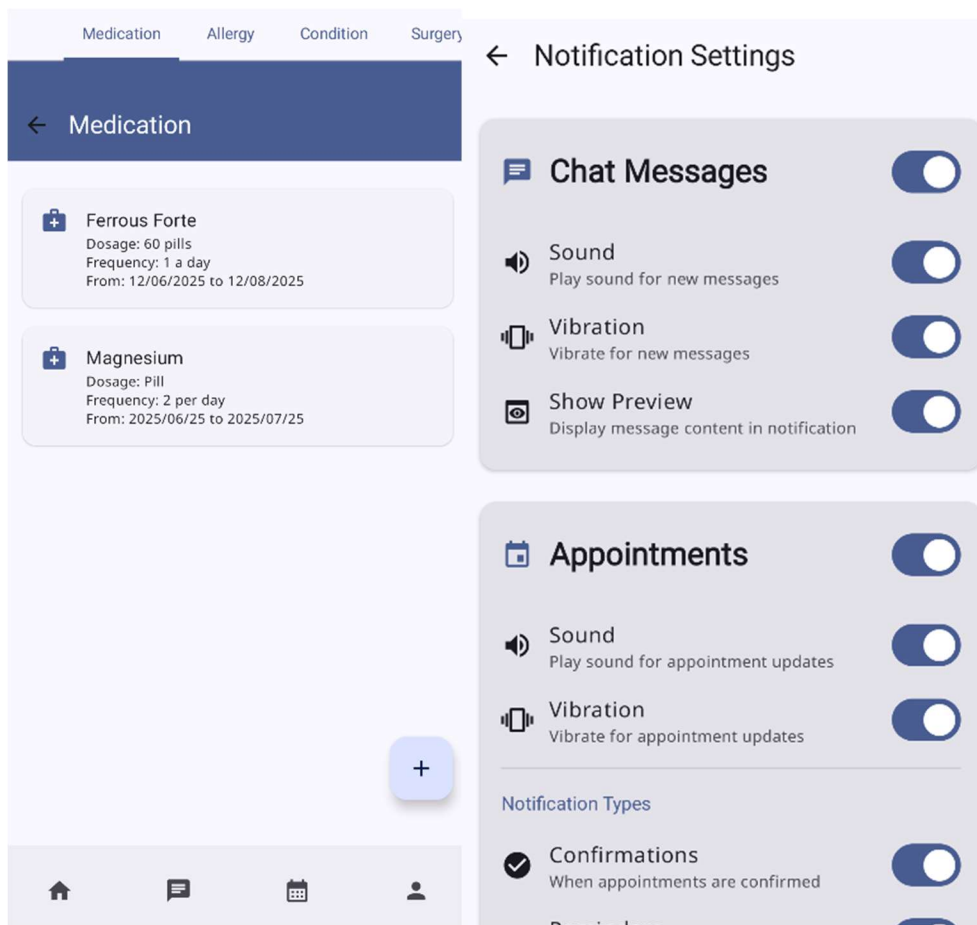 Medication Allergy Condition Surgery
Medication
Ferrous Forte
Dosage: 60 pills
Frequency: 1 a day
From: 12/06/2025 to 12/08/2025
Magnesium
Dosage: Pill
Frequency: 2 per day
From: 2025/06/25 to 2025/07/25
Notification Settings
Chat Messages
Sound
Play sound for new messages
Vibration
Vibrate for new messages
Show Preview
Display message content in notification
Appointments
Sound
Play sound for appointment updates
Vibration
Vibrate for appointment updates
Notification Types
Confirmations
When appointments are confirmed